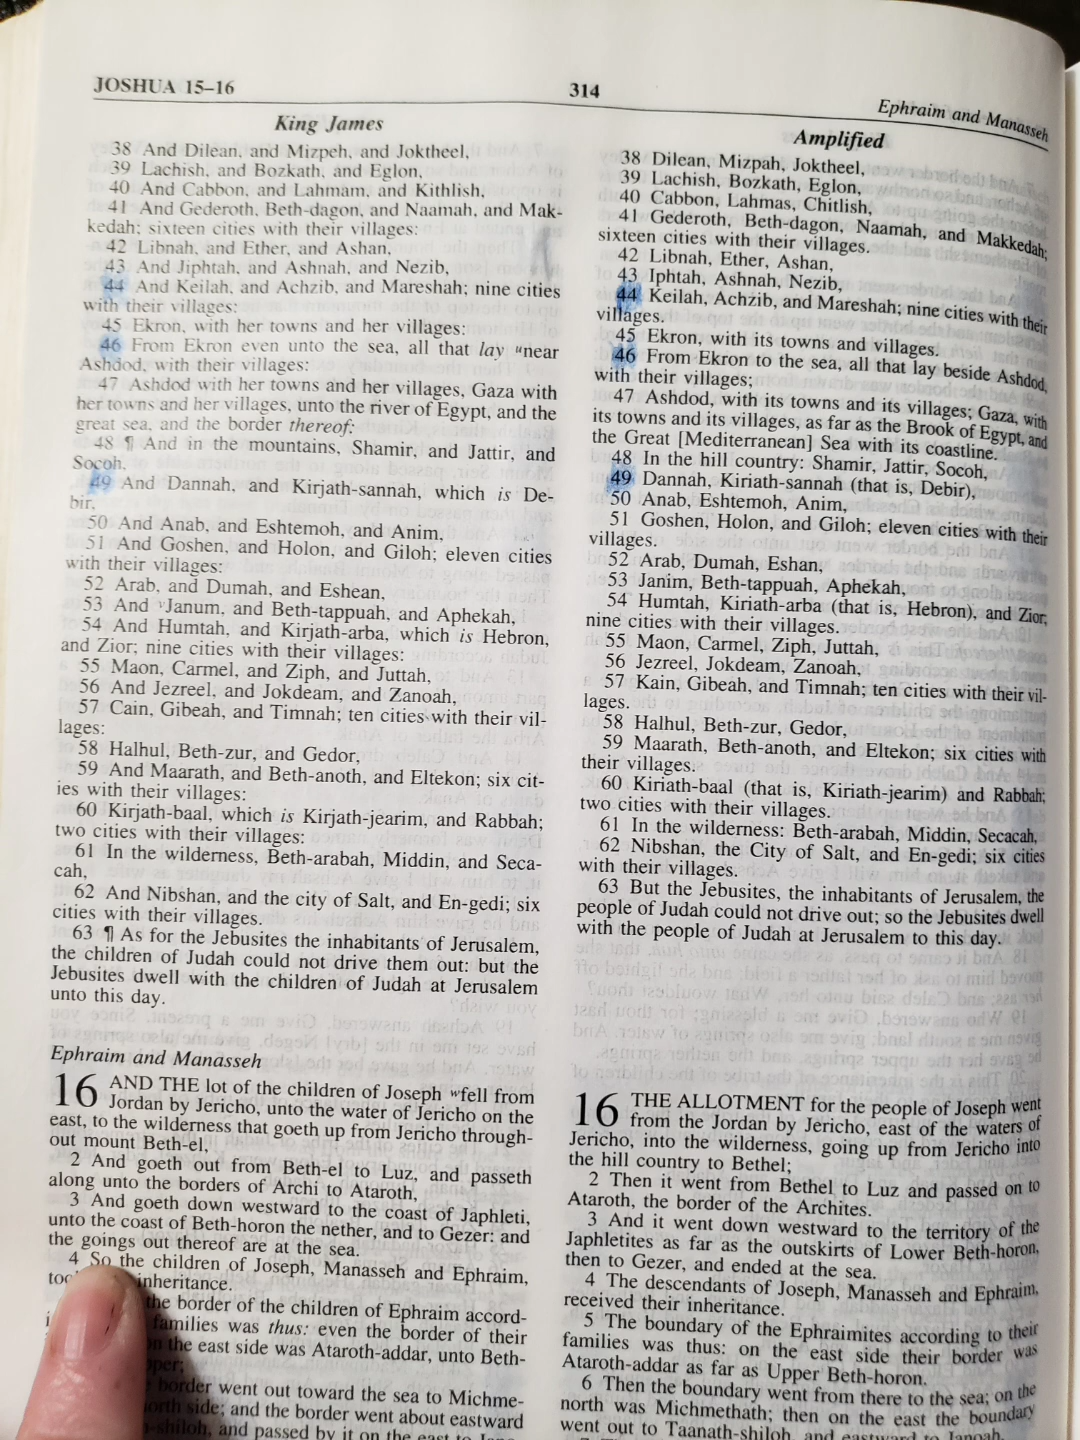 JOSHUA 15–16
314
Ephraim and Manasseh
King James
38 And Dilean, and Mizpeh, and Joktheel,
39 Lachish, and Bozkath, and Eglon,
40 And Cabbon, and Lahmam, and Kithlish,
41 And Gederoth, Beth-dagon, and Naamah, and Mak-
kedah; sixteen cities with their villages:
42 Libnah, and Ether, and Ashan,
43 And Jiphtah, and Ashnah, and Nezib,
44 And Keilah, and Achzib, and Mareshah; nine cities
with their villages:
45 Ekron, with her towns and her villages:
46 From Ekron even unto the sea, all that lay ᵘnear
Ashdod, with their villages:
47 Ashdod with her towns and her villages, Gaza with
her towns and her villages, unto the river of Egypt, and the
great sea, and the border thereof:
48 ¶ And in the mountains, Shamir, and Jattir, and
Socoh,
49 And Dannah, and Kirjath-sannah, which is De-
bir,
50 And Anab, and Eshtemoh, and Anim,
51 And Goshen, and Holon, and Giloh; eleven cities
with their villages:
52 Arab, and Dumah, and Eshean,
53 And ᵛJanum, and Beth-tappuah, and Aphekah,
54 And Humtah, and Kirjath-arba, which is Hebron,
and Zior; nine cities with their villages:
55 Maon, Carmel, and Ziph, and Juttah,
56 And Jezreel, and Jokdeam, and Zanoah,
57 Cain, Gibeah, and Timnah; ten cities with their vil-
lages:
58 Halhul, Beth-zur, and Gedor,
59 And Maarath, and Beth-anoth, and Eltekon; six cit-
ies with their villages:
60 Kirjath-baal, which is Kirjath-jearim, and Rabbah;
two cities with their villages:
61 In the wilderness, Beth-arabah, Middin, and Seca-
cah,
62 And Nibshan, and the city of Salt, and En-gedi; six
cities with their villages.
63 ¶ As for the Jebusites the inhabitants of Jerusalem,
the children of Judah could not drive them out: but the
Jebusites dwell with the children of Judah at Jerusalem
unto this day.
Ephraim and Manasseh
16 AND THE lot of the children of Joseph ʷfell from
Jordan by Jericho, unto the water of Jericho on the
east, to the wilderness that goeth up from Jericho through-
out mount Beth-el,
2 And goeth out from Beth-el to Luz, and passeth
along unto the borders of Archi to Ataroth,
3 And goeth down westward to the coast of Japhleti,
unto the coast of Beth-horon the nether, and to Gezer: and
the goings out thereof are at the sea.
4 So the children of Joseph, Manasseh and Ephraim,
inheritance.
the border of the children of Ephraim accord-
families was thus: even the border of their
the east side was Ataroth-addar, unto Beth-
border went out toward the sea to Michme-
side; and the border went about eastward
and passed by it on the east to
Amplified
38 Dilean, Mizpah, Joktheel,
39 Lachish, Bozkath, Eglon,
40 Cabbon, Lahmas, Chitlish,
41 Gederoth, Beth-dagon, Naamah, and Makkedah;
sixteen cities with their villages.
42 Libnah, Ether, Ashan,
43 Iphtah, Ashnah, Nezib,
44 Keilah, Achzib, and Mareshah; nine cities with their
villages.
45 Ekron, with its towns and villages.
46 From Ekron to the sea, all that lay beside Ashdod,
with their villages;
47 Ashdod, with its towns and its villages; Gaza, with
its towns and its villages, as far as the Brook of Egypt, and
the Great [Mediterranean] Sea with its coastline.
48 In the hill country: Shamir, Jattir, Socoh,
49 Dannah, Kiriath-sannah (that is, Debir),
50 Anab, Eshtemoh, Anim,
51 Goshen, Holon, and Giloh; eleven cities with their
villages.
52 Arab, Dumah, Eshan,
53 Janim, Beth-tappuah, Aphekah,
54 Humtah, Kiriath-arba (that is, Hebron), and Zior;
nine cities with their villages.
55 Maon, Carmel, Ziph, Juttah,
56 Jezreel, Jokdeam, Zanoah,
57 Kain, Gibeah, and Timnah; ten cities with their vil-
lages.
58 Halhul, Beth-zur, Gedor,
59 Maarath, Beth-anoth, and Eltekon; six cities with
their villages.
60 Kiriath-baal (that is, Kiriath-jearim) and Rabbah;
two cities with their villages.
61 In the wilderness: Beth-arabah, Middin, Secacah,
62 Nibshan, the City of Salt, and En-gedi; six cities
with their villages.
63 But the Jebusites, the inhabitants of Jerusalem, the
people of Judah could not drive out; so the Jebusites dwell
with the people of Judah at Jerusalem to this day.
16 THE ALLOTMENT for the people of Joseph went
from the Jordan by Jericho, east of the waters of
Jericho, into the wilderness, going up from Jericho into
the hill country to Bethel;
2 Then it went from Bethel to Luz and passed on to
Ataroth, the border of the Archites.
3 And it went down westward to the territory of the
Japhletites as far as the outskirts of Lower Beth-horon,
then to Gezer, and ended at the sea.
4 The descendants of Joseph, Manasseh and Ephraim,
received their inheritance.
5 The boundary of the Ephraimites according to their
families was thus: on the east side their border was
Ataroth-addar as far as Upper Beth-horon.
6 Then the boundary went from there to the sea; on the
north was Michmethath; then on the east the boundary
went out to Taanath-shiloh, and eastward to Janoah,